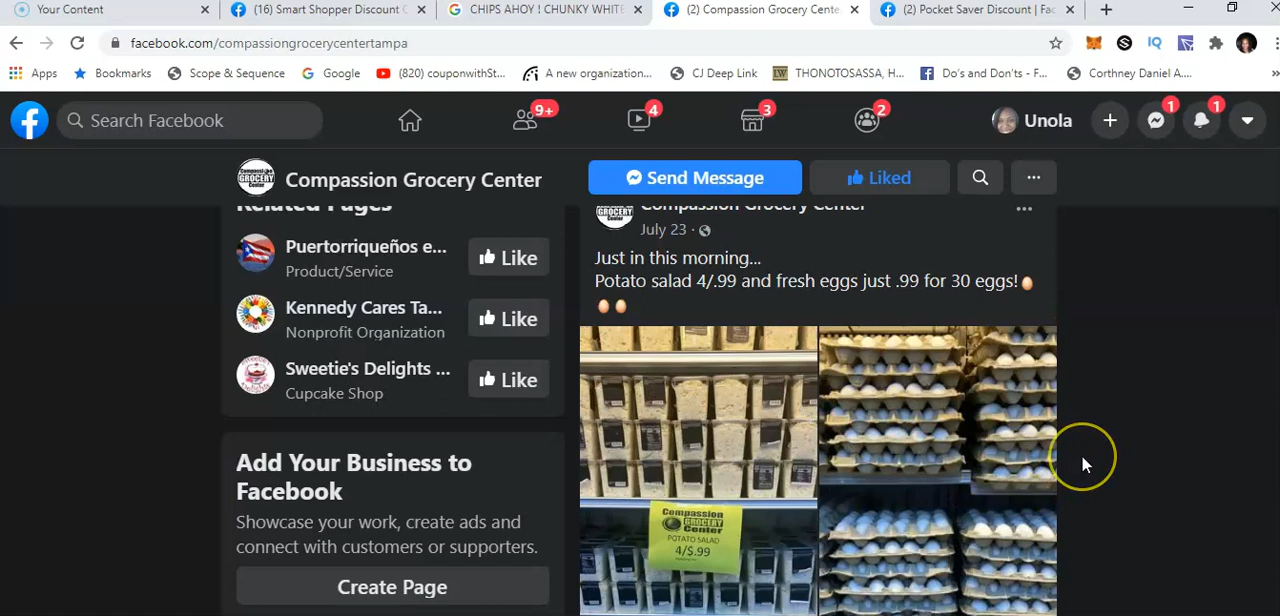 Your Content
(16) Smart Shopper Discount
CHIPS AHOY ! CHUNKY WHITE
(2) Compassion Grocery Cente
(2) Pocket Saver Discount | Fac
facebook.com/compassiongrocerycentertampa
Apps
Bookmarks
Scope & Sequence
Google
(820) couponwithSt...
A new organization...
CJ Deep Link
THONOTOSASSA, H...
Do's and Don'ts - F...
Corthney Daniel A....
Search Facebook
9+
4
3
2
Unola
1
1
Compassion Grocery Center
Send Message
Liked
Related Pages
Puertorriqueños e...
Product/Service
Like
Kennedy Cares Ta...
Nonprofit Organization
Like
Sweetie's Delights ...
Cupcake Shop
Like
Add Your Business to
Facebook
Showcase your work, create ads and
connect with customers or supporters.
Create Page
Compassion Grocery Center
July 23
Just in this morning...
Potato salad 4/.99 and fresh eggs just .99 for 30 eggs!
Compassion
GROCERY
Center
POTATO SALAD
4/$.99